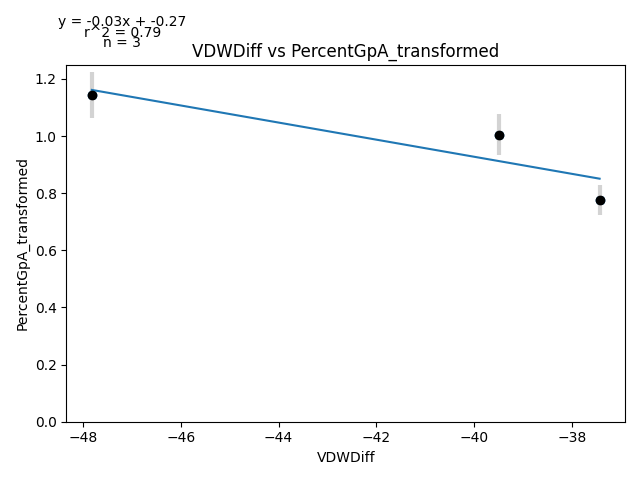 y = -0.03x + -0.27
r^2 = 0.79
n = 3
VDWDiff vs PercentGpA_transformed
1.2
1.0
0.8
0.6
0.4
0.2
0.0
PercentGpA_transformed
−48
−46
−44
−42
−40
−38
VDWDiff